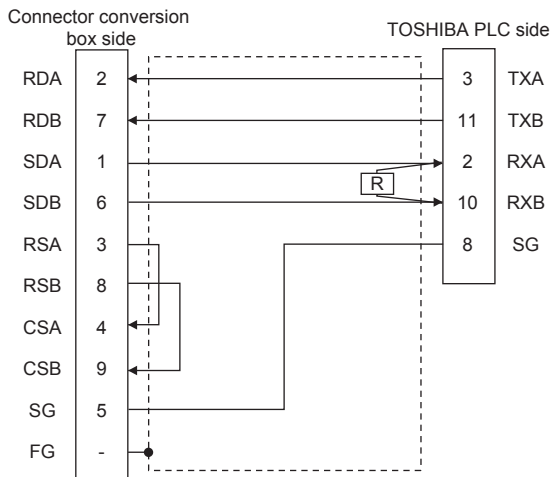 Connector conversion
box side
TOSHIBA PLC side
RDA 2 3 TXA
RDB 7 11 TXB
SDA 1 2 RXA
R
SDB 6 10 RXB
RSA 3 8 SG
RSB 8
CSA 4
CSB 9
SG 5
FG -